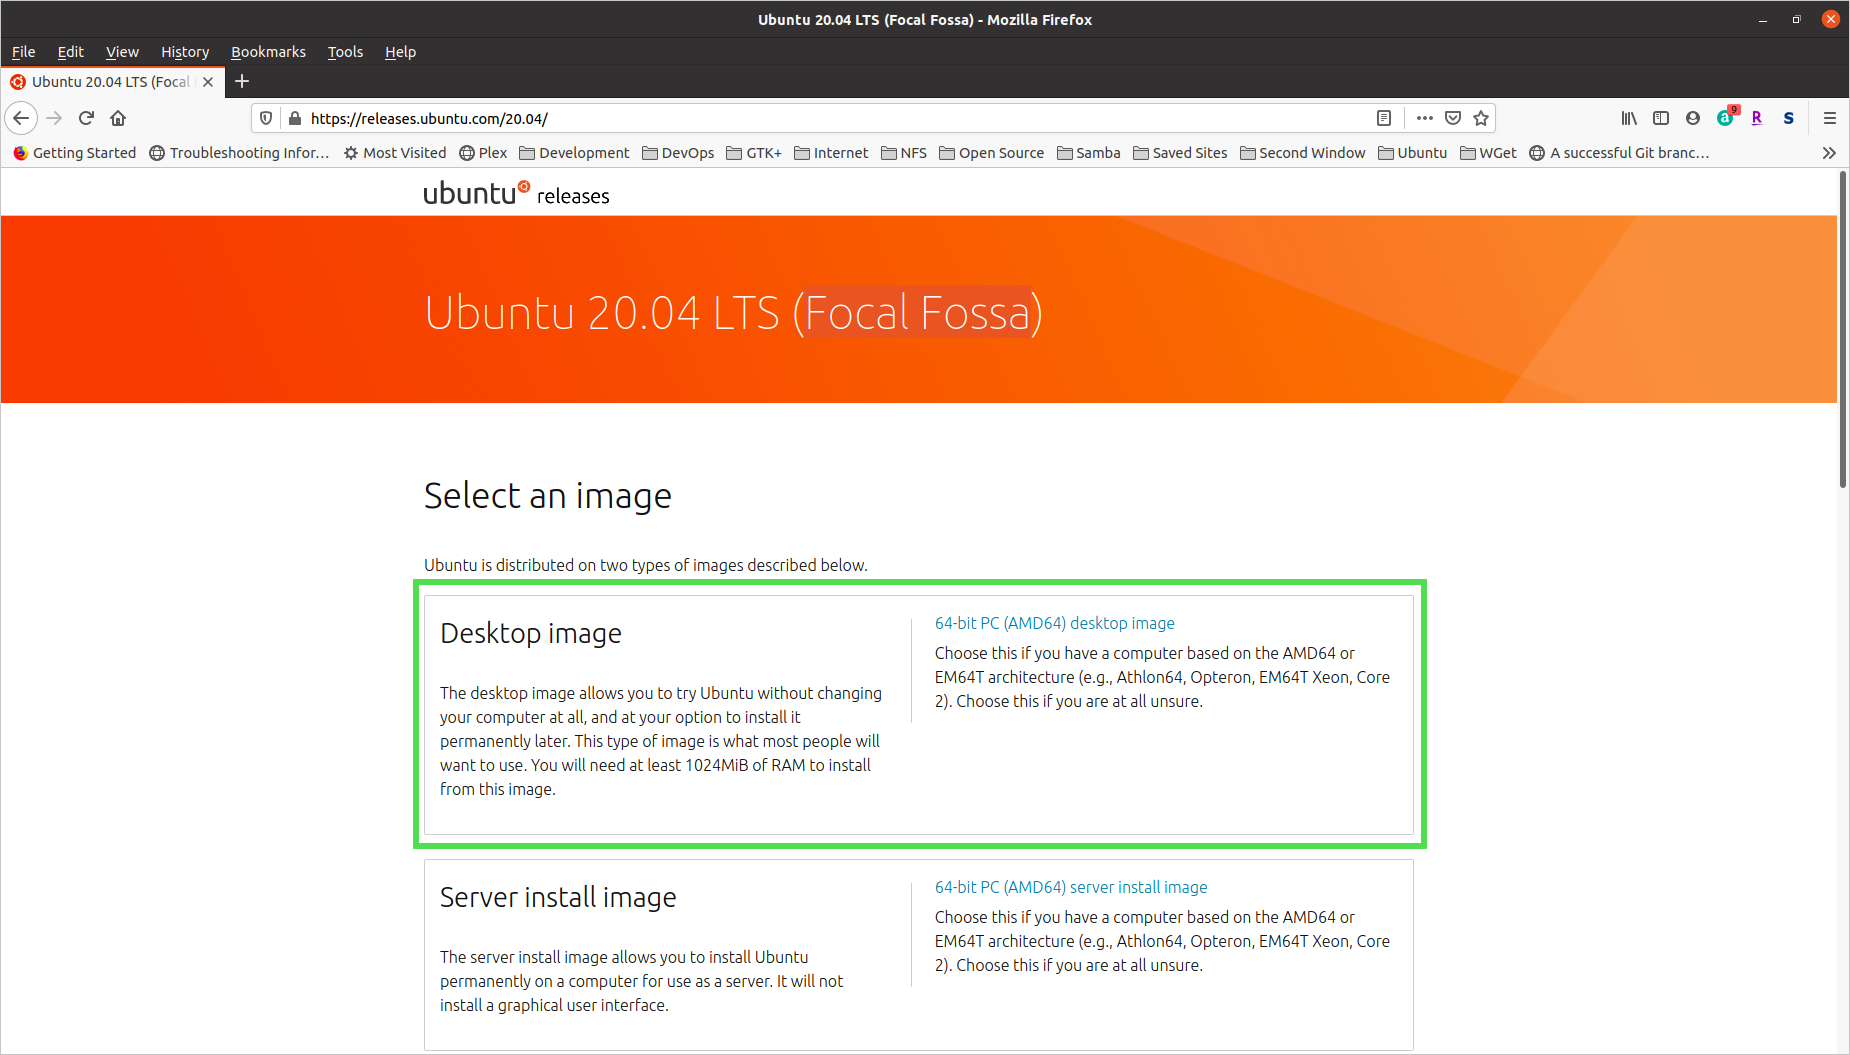 Ubuntu 20.04 LTS (Focal Fossa) - Mozilla Firefox
File Edit View History Bookmarks Tools Help
Ubuntu 20.04 LTS (Focal
https://releases.ubuntu.com/20.04/
9
a R S
Getting Started Troubleshooting Infor... Most Visited Plex Development DevOps GTK+ Internet NFS Open Source Samba Saved Sites Second Window Ubuntu WGet A successful Git branc...
ubuntu releases
Ubuntu 20.04 LTS (Focal Fossa)
Select an image
Ubuntu is distributed on two types of images described below.
Desktop image
The desktop image allows you to try Ubuntu without changing
your computer at all, and at your option to install it
permanently later. This type of image is what most people will
want to use. You will need at least 1024MiB of RAM to install
from this image.
64-bit PC (AMD64) desktop image
Choose this if you have a computer based on the AMD64 or
EM64T architecture (e.g., Athlon64, Opteron, EM64T Xeon, Core
2). Choose this if you are at all unsure.
Server install image
The server install image allows you to install Ubuntu
permanently on a computer for use as a server. It will not
install a graphical user interface.
64-bit PC (AMD64) server install image
Choose this if you have a computer based on the AMD64 or
EM64T architecture (e.g., Athlon64, Opteron, EM64T Xeon, Core
2). Choose this if you are at all unsure.